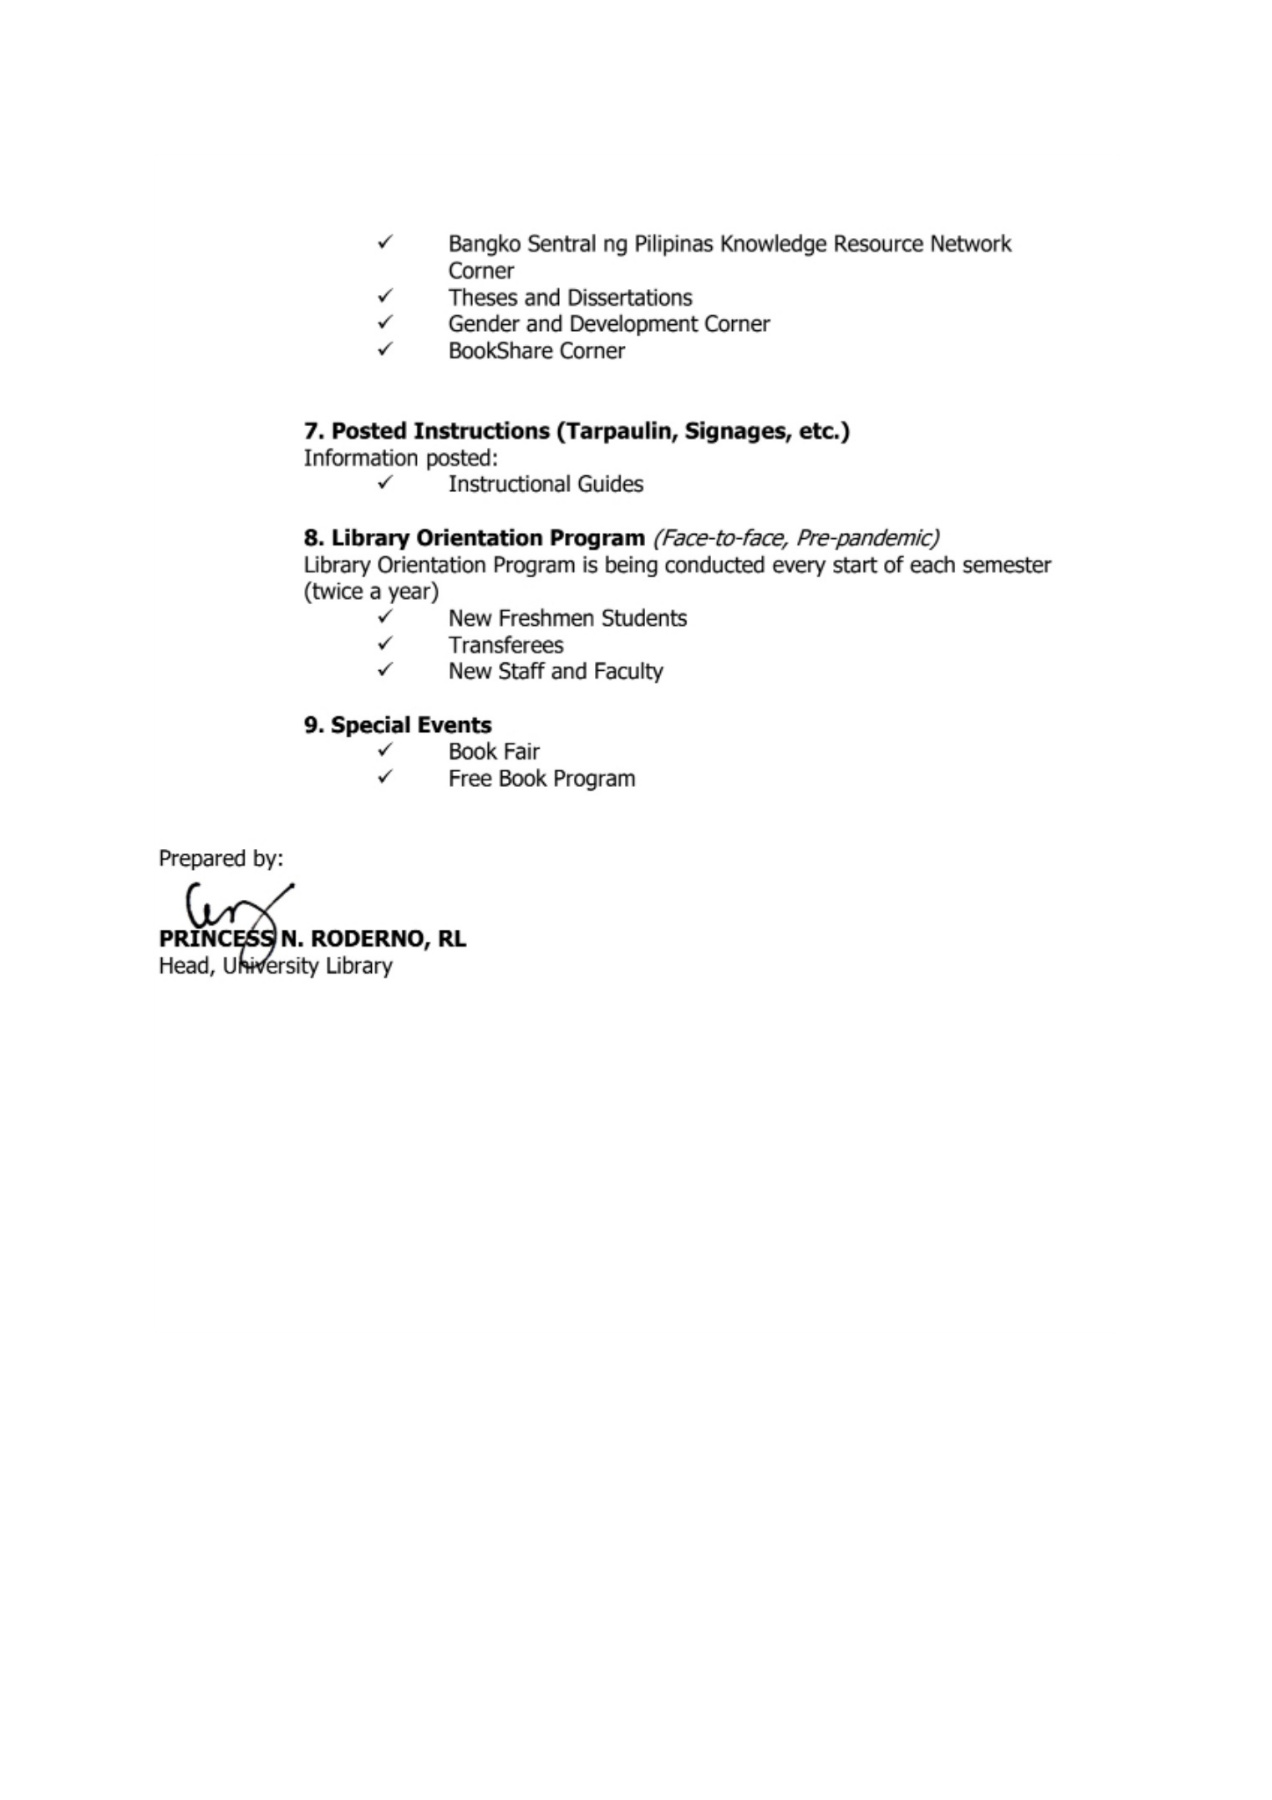 ✓ Bangko Sentral ng Pilipinas Knowledge Resource Network
Corner
✓ Theses and Dissertations
✓ Gender and Development Corner
✓ BookShare Corner
7. Posted Instructions (Tarpaulin, Signages, etc.)
Information posted:
✓ Instructional Guides
8. Library Orientation Program (Face-to-face, Pre-pandemic)
Library Orientation Program is being conducted every start of each semester
(twice a year)
✓ New Freshmen Students
✓ Transferees
✓ New Staff and Faculty
9. Special Events
✓ Book Fair
✓ Free Book Program
Prepared by:
PRINCESS N. RODERNO, RL
Head, University Library